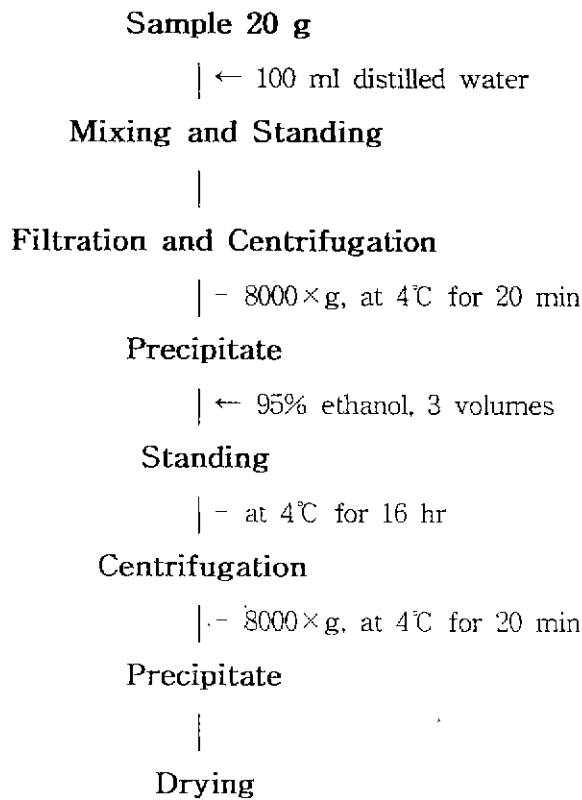 Sample 20 g
← 100 ml distilled water
Mixing and Standing
Filtration and Centrifugation
- 8000×g, at 4℃ for 20 min
Precipitate
← 95% ethanol, 3 volumes
Standing
- at 4℃ for 16 hr
Centrifugation
- 8000×g, at 4℃ for 20 min
Precipitate
Drying